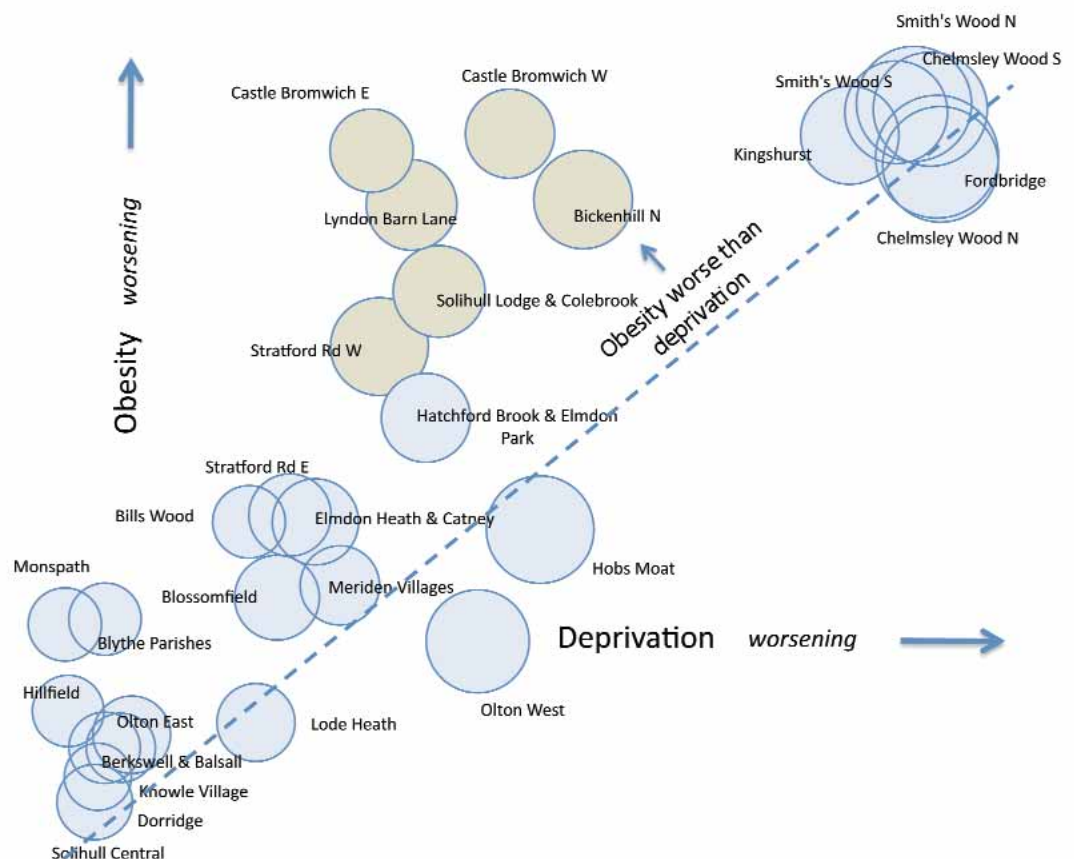 Smith's Wood N
Chelmsley Wood S
Castle Bromwich W
Smith's Wood S
Castle Bromwich E
Kingshurst
Fordbridge
Lyndon Barn Lane
Bickenhill N
Chelmsley Wood N
Obesity worsening
Obesity worse than
deprivation
Solihull Lodge & Colebrook
Stratford Rd W
Hatchford Brook & Elmdon
Park
Stratford Rd E
Bills Wood
Elmdon Heath & Catney
Monspath
Hobs Moat
Blossomfield
Meriden Villages
Blythe Parishes
Deprivation worsening
Hillfield
Olton West
Olton East
Lode Heath
Berkswell & Balsall
Knowle Village
Dorridge
Solihull Central